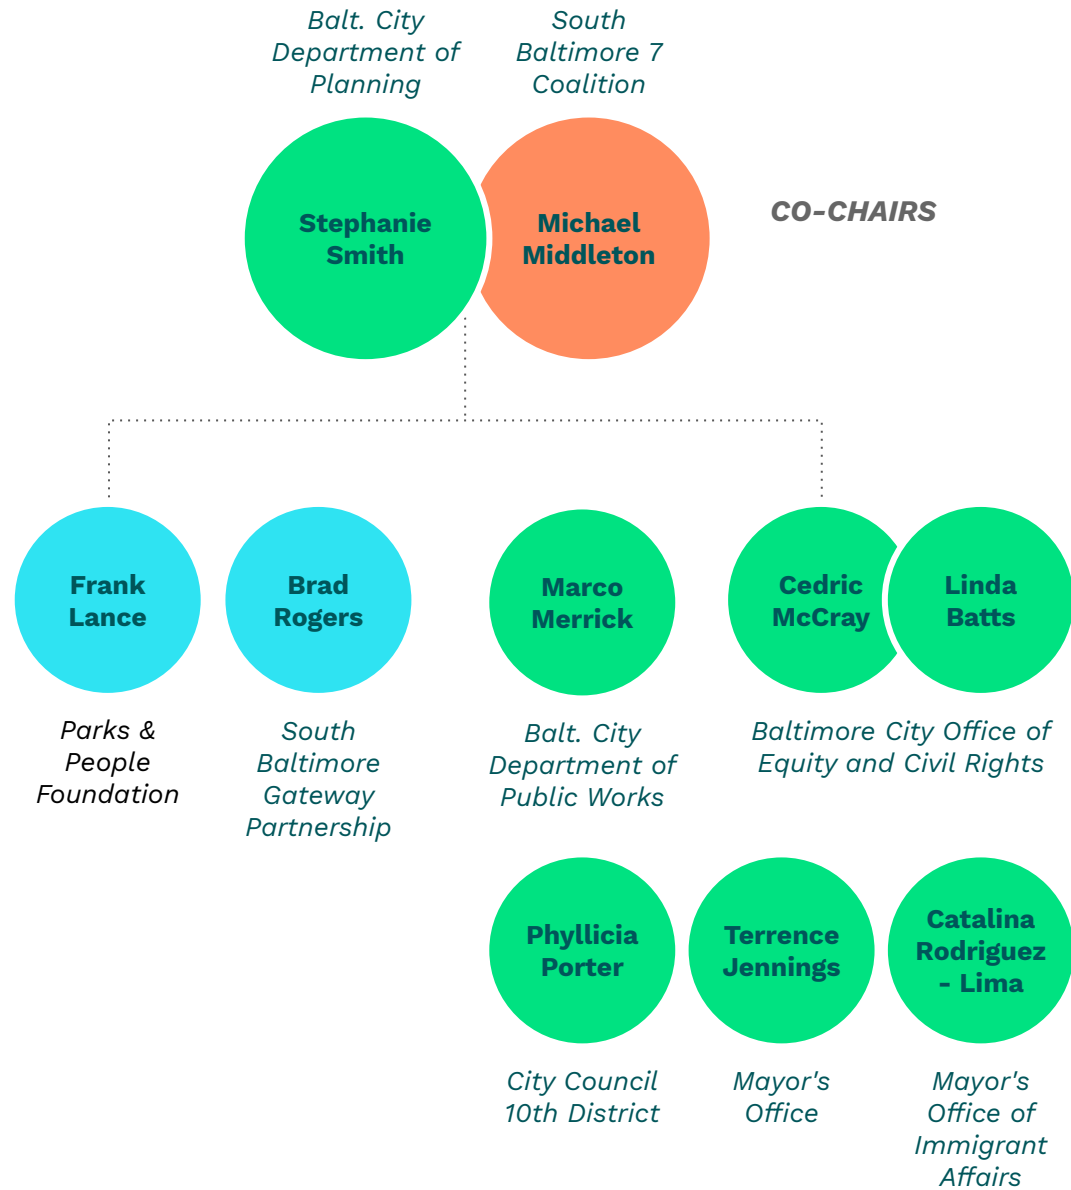 Balt. City
Department of
Planning
South
Baltimore 7
Coalition
Stephanie
Smith
Michael
Middleton
CO-CHAIRS
Frank
Lance
Brad
Rogers
Marco
Merrick
Cedric
McCray
Linda
Batts
Parks &
People
Foundation
South
Baltimore
Gateway
Partnership
Balt. City
Department of
Public Works
Baltimore City Office of
Equity and Civil Rights
Phyllicia
Porter
Terrence
Jennings
Catalina
Rodriguez
- Lima
City Council
10th District
Mayor's
Office
Mayor's
Office of
Immigrant
Affairs